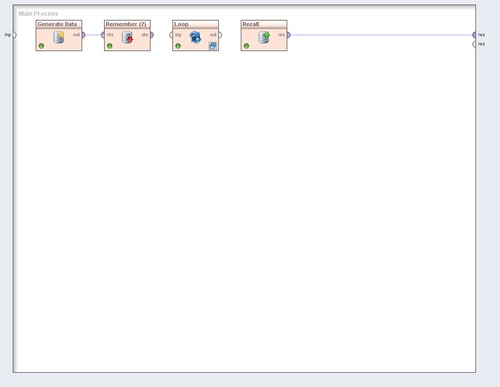 Main Process
Generate Data
Remember (2)
Loop
Recall
inp
out
sto
sto
inp
out
res
res
res